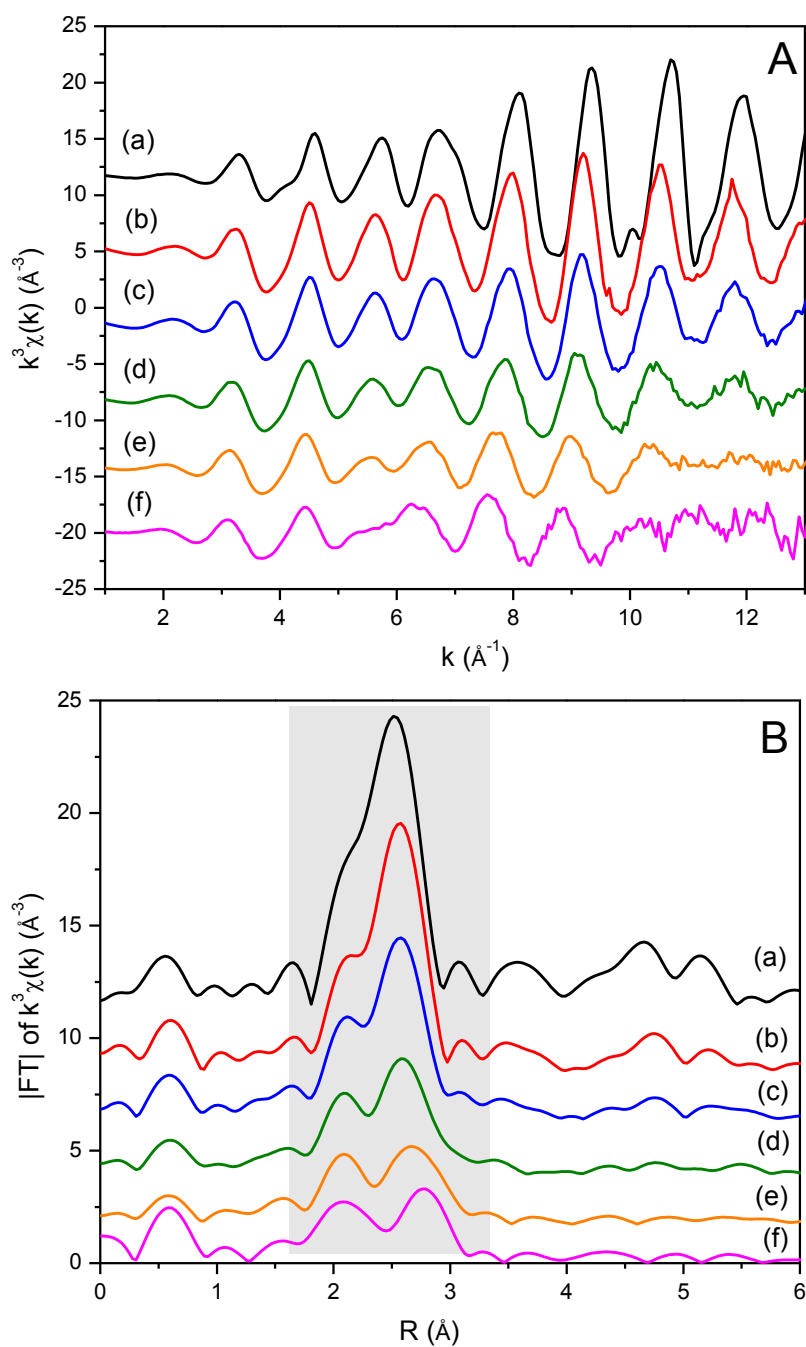 A
25
20
15
10
5
0
-5
-10
-15
-20
-25
k³χ(k) (Å⁻³)
(a)
(b)
(c)
(d)
(e)
(f)
2 4 6 8 10 12
k (Å⁻¹)
B
25
20
15
10
5
0
|FT| of k³χ(k) (Å⁻³)
(a)
(b)
(c)
(d)
(e)
(f)
0 1 2 3 4 5 6
R (Å)